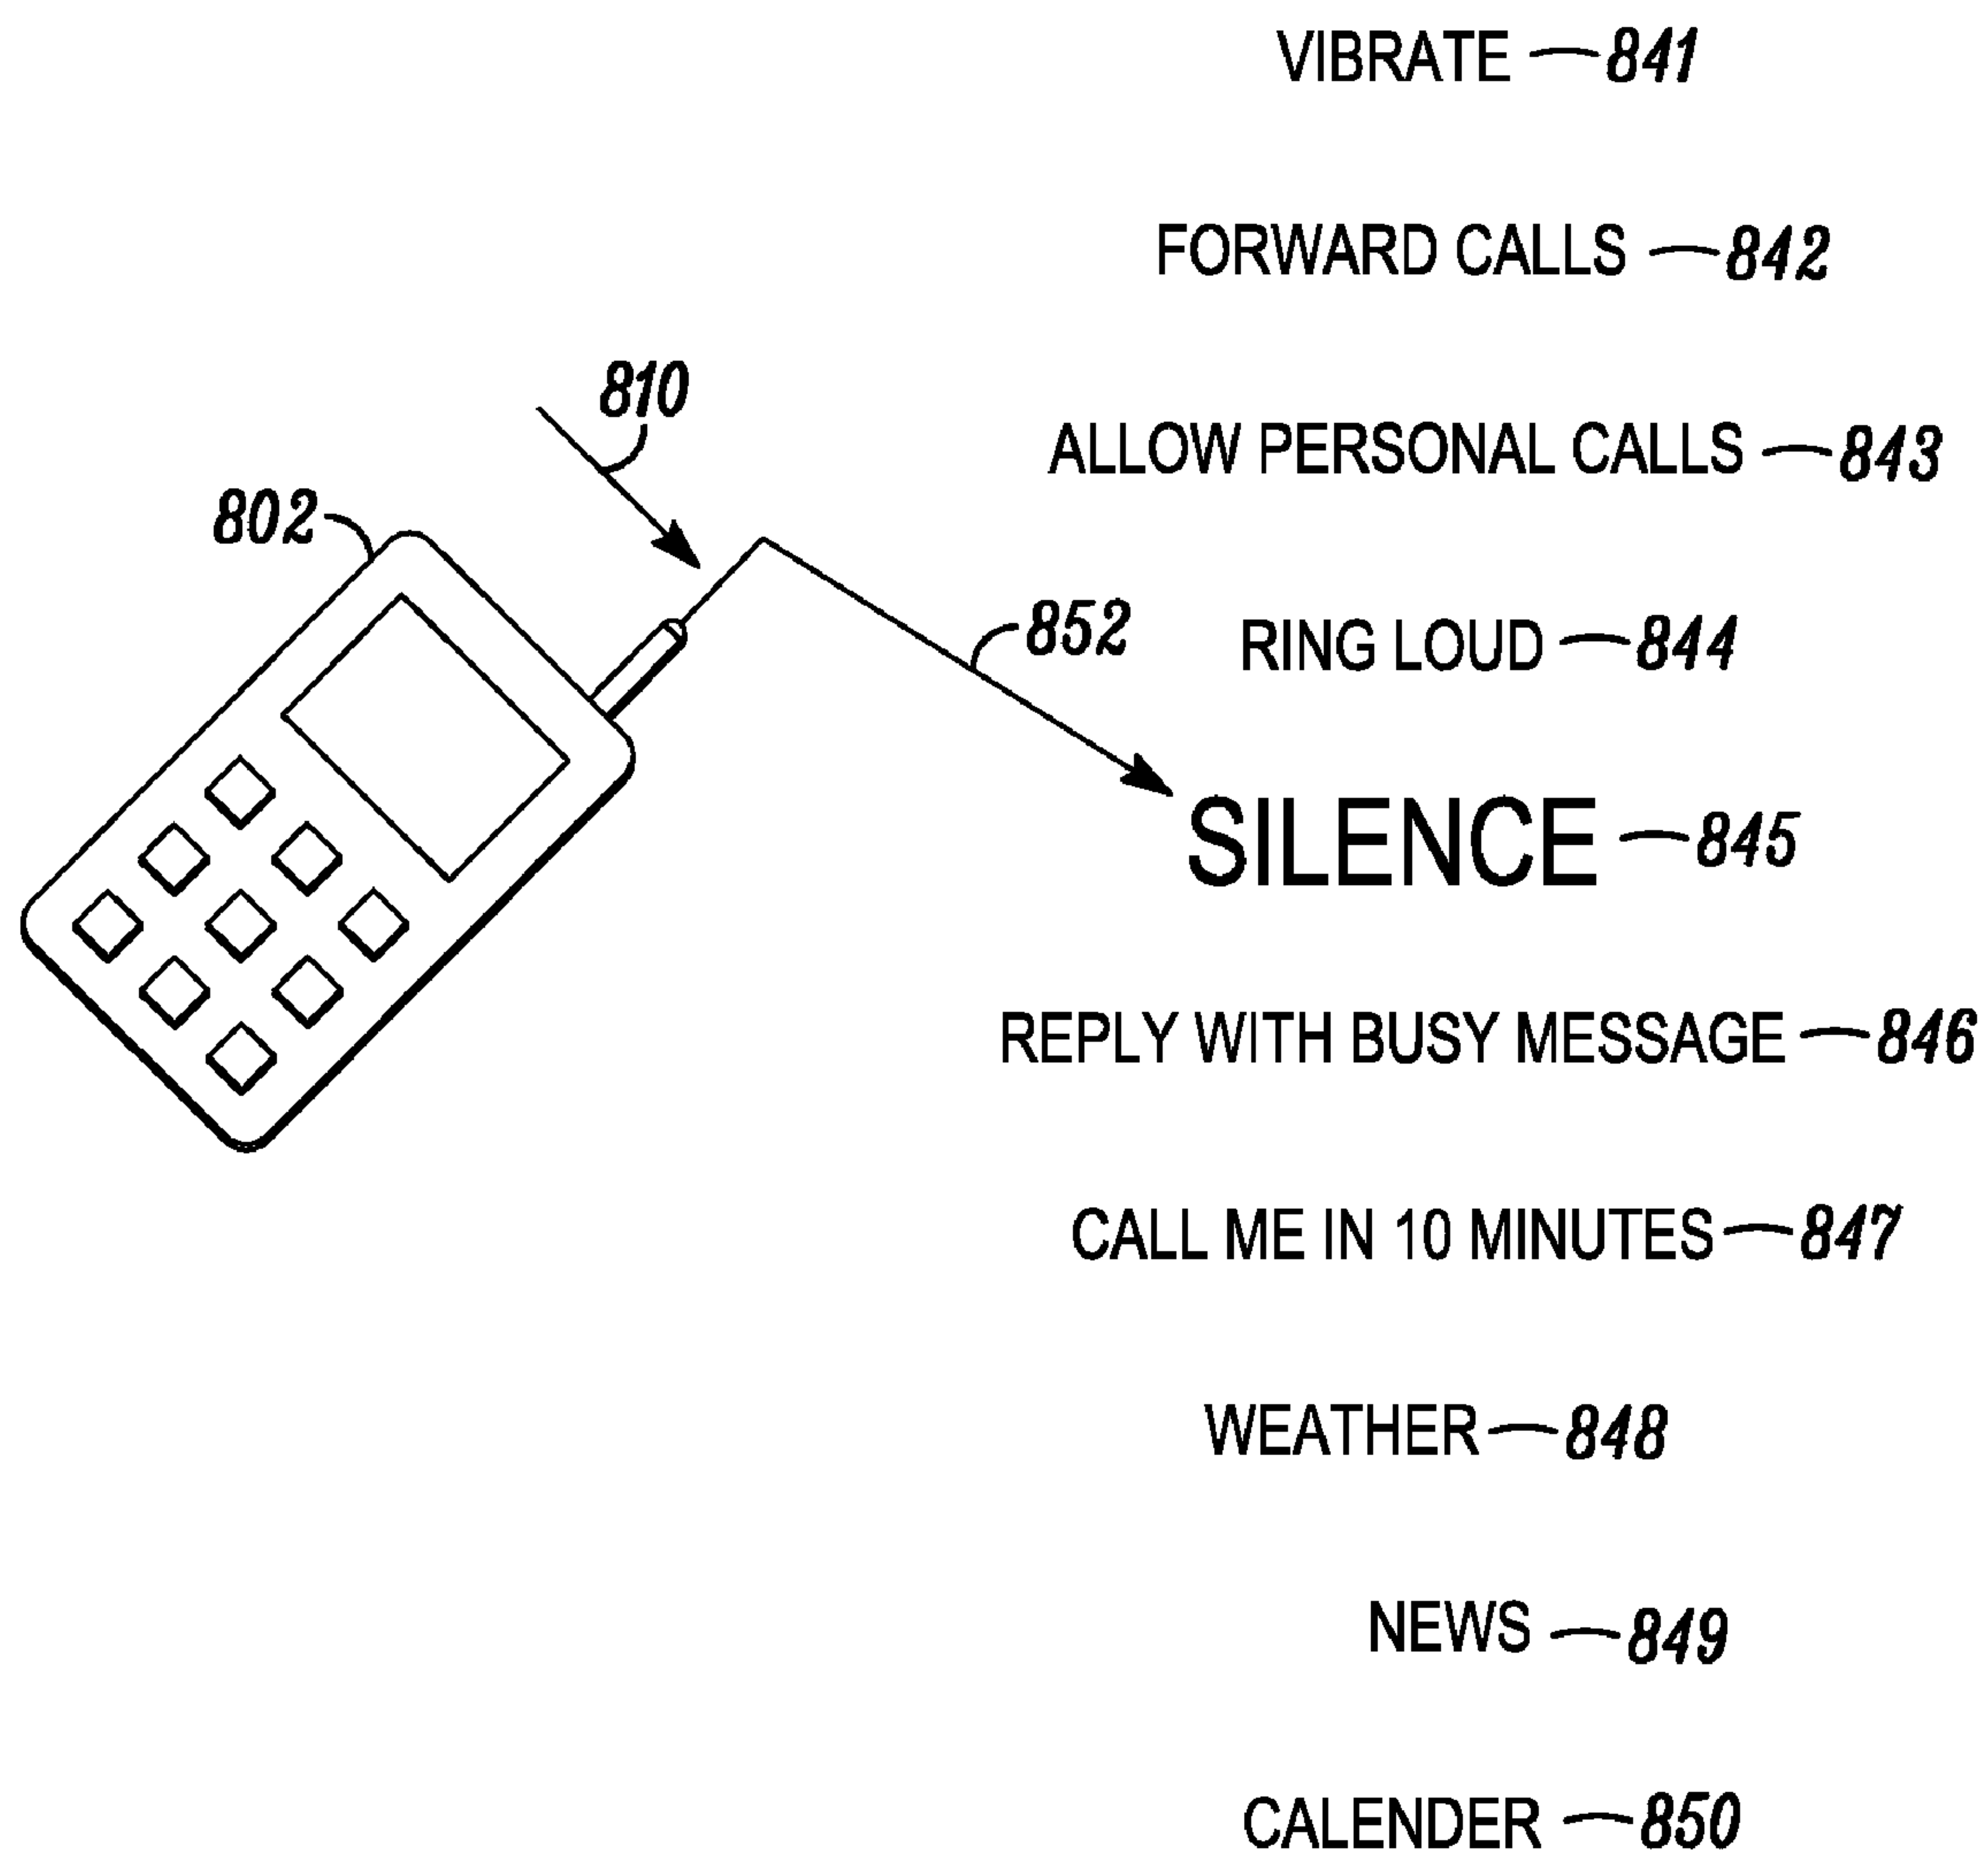 VIBRATE 841
FORWARD CALLS 842
810
ALLOW PERSONAL CALLS 843
802
852
RING LOUD 844
SILENCE 845
REPLY WITH BUSY MESSAGE 846
CALL ME IN 10 MINUTES 847
WEATHER 848
NEWS 849
CALENDER 850